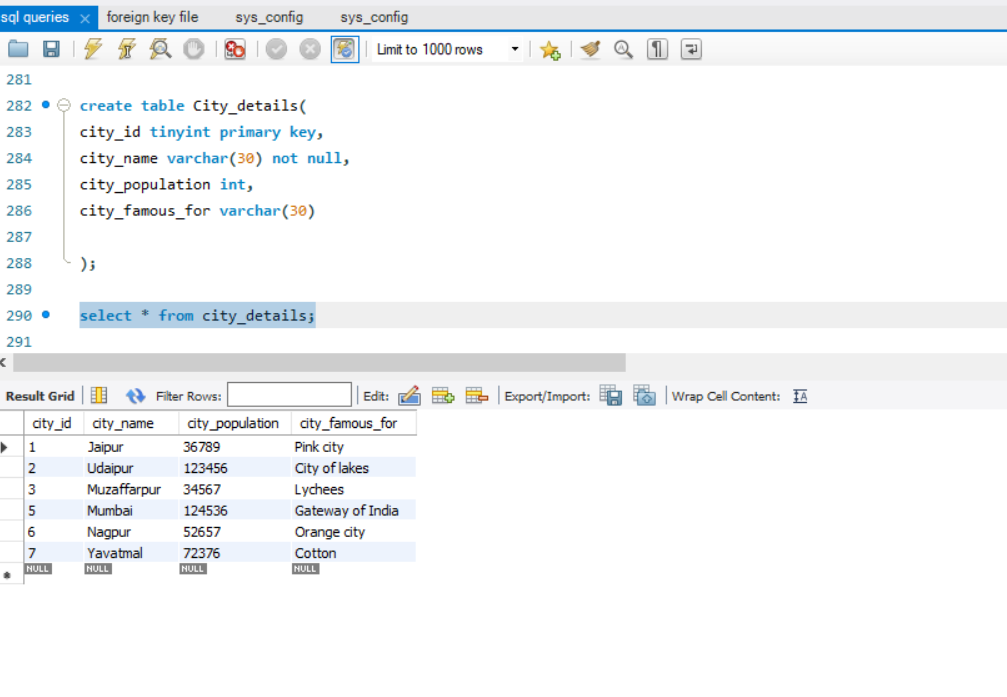 sql queries × foreign key file sys_config sys_config
Limit to 1000 rows
281
282 create table City_details(
283 city_id tinyint primary key,
284 city_name varchar(30) not null,
285 city_population int,
286 city_famous_for varchar(30)
287
288 );
289
290 select * from city_details;
291
Result Grid Filter Rows: Edit: Export/Import: Wrap Cell Content: IA
city_id city_name city_population city_famous_for
1 Jaipur 36789 Pink city
2 Udaipur 123456 City of lakes
3 Muzaffarpur 34567 Lychees
5 Mumbai 124536 Gateway of India
6 Nagpur 52657 Orange city
7 Yavatmal 72376 Cotton
NULL NULL NULL NULL